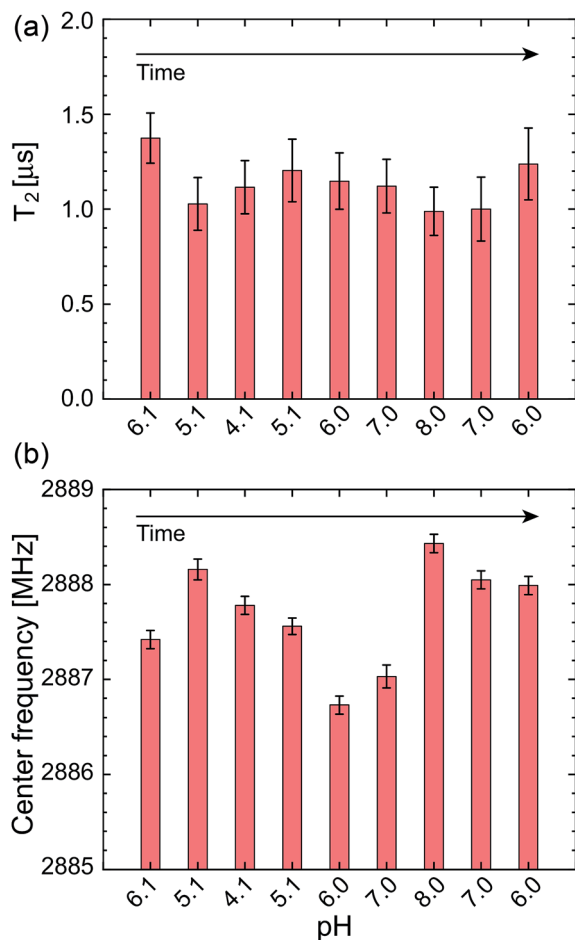 (a)
2.0
1.5
1.0
0.5
0.0
T2 [μs]
Time
6.1 5.1 4.1 5.1 6.0 7.0 8.0 7.0 6.0
(b)
2889
2888
2887
2886
2885
Center frequency [MHz]
Time
6.1 5.1 4.1 5.1 6.0 7.0 8.0 7.0 6.0
pH